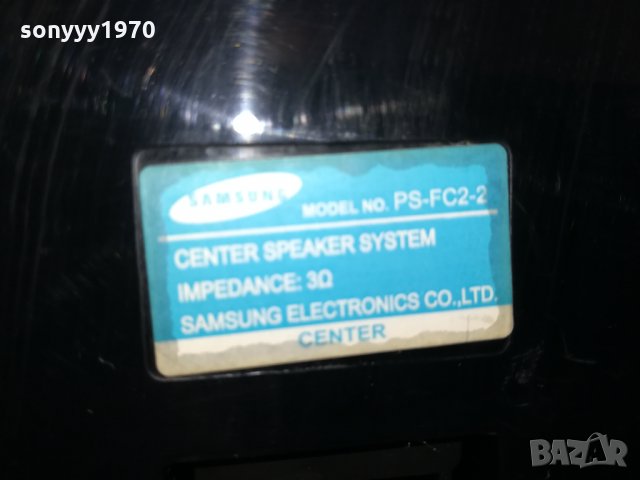 sonyyy1970
SAMSUNG MODEL NO. PS-FC2-2
CENTER SPEAKER SYSTEM
IMPEDANCE: 3Ω
SAMSUNG ELECTRONICS CO.,LTD.
CENTER
BAZAR